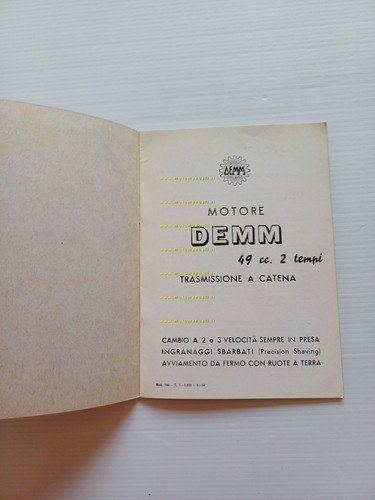 DEMM
MOTORE
DEMM
49 cc. 2 tempi
TRASMISSIONE A CATENA
CAMBIO A 2 o 3 VELOCITÀ SEMPRE IN PRESA
INGRANAGGI SBARBATI (Precision Shaving)
AVVIAMENTO DA FERMO CON RUOTE A TERRA